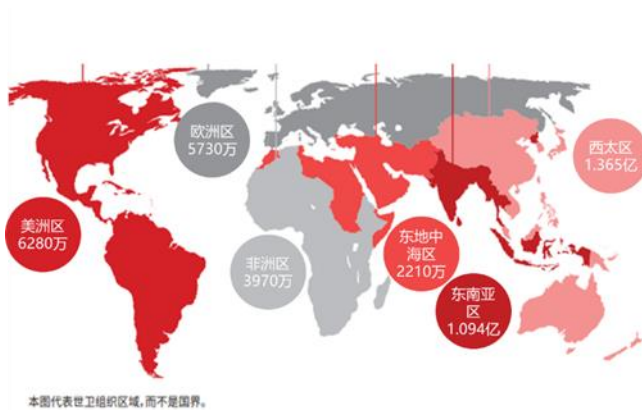 欧洲区
5730万
西太区
1.365亿
美洲区
6280万
非洲区
3970万
东地中
海区
2210万
东南亚
区
1.094亿
本图代表世卫组织区域,而不是国界。